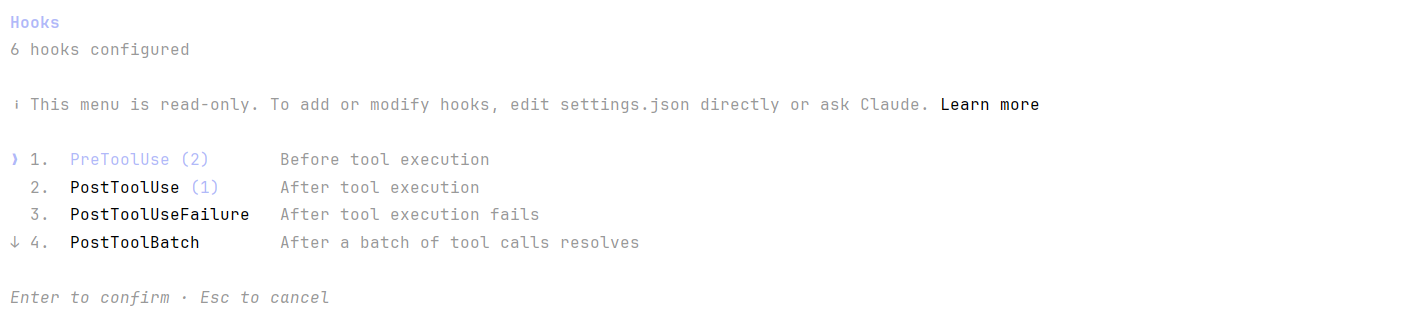 Hooks
6 hooks configured
i This menu is read-only. To add or modify hooks, edit settings.json directly or ask Claude. Learn more
❯ 1. PreToolUse (2) Before tool execution
2. PostToolUse (1) After tool execution
3. PostToolUseFailure After tool execution fails
↓ 4. PostToolBatch After a batch of tool calls resolves
Enter to confirm · Esc to cancel